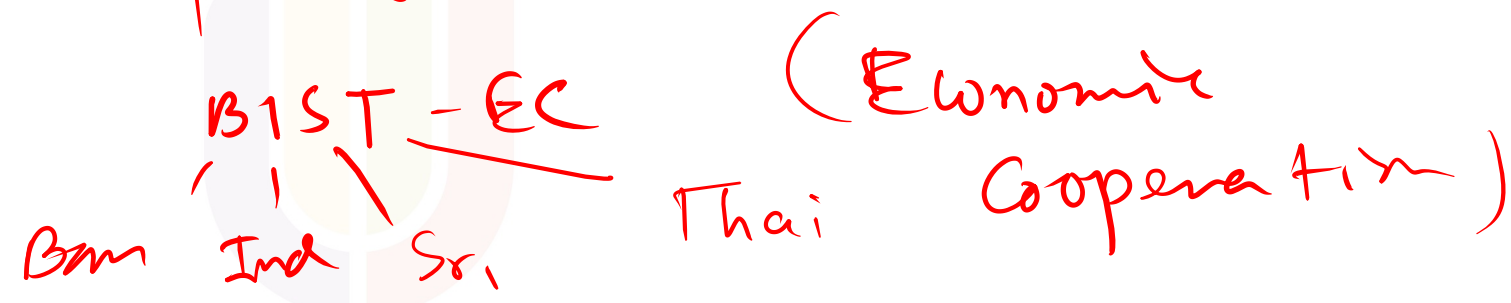 BIST - EC (Economic
Cooperation)
Ban Ind Sri Thai